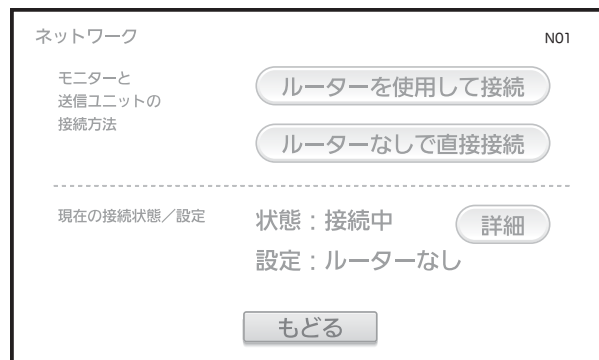 ネットワーク
N01
モニターと
送信ユニットの
接続方法
ルーターを使用して接続
ルーターなしで直接接続
現在の接続状態／設定
状態：接続中
詳細
設定：ルーターなし
もどる